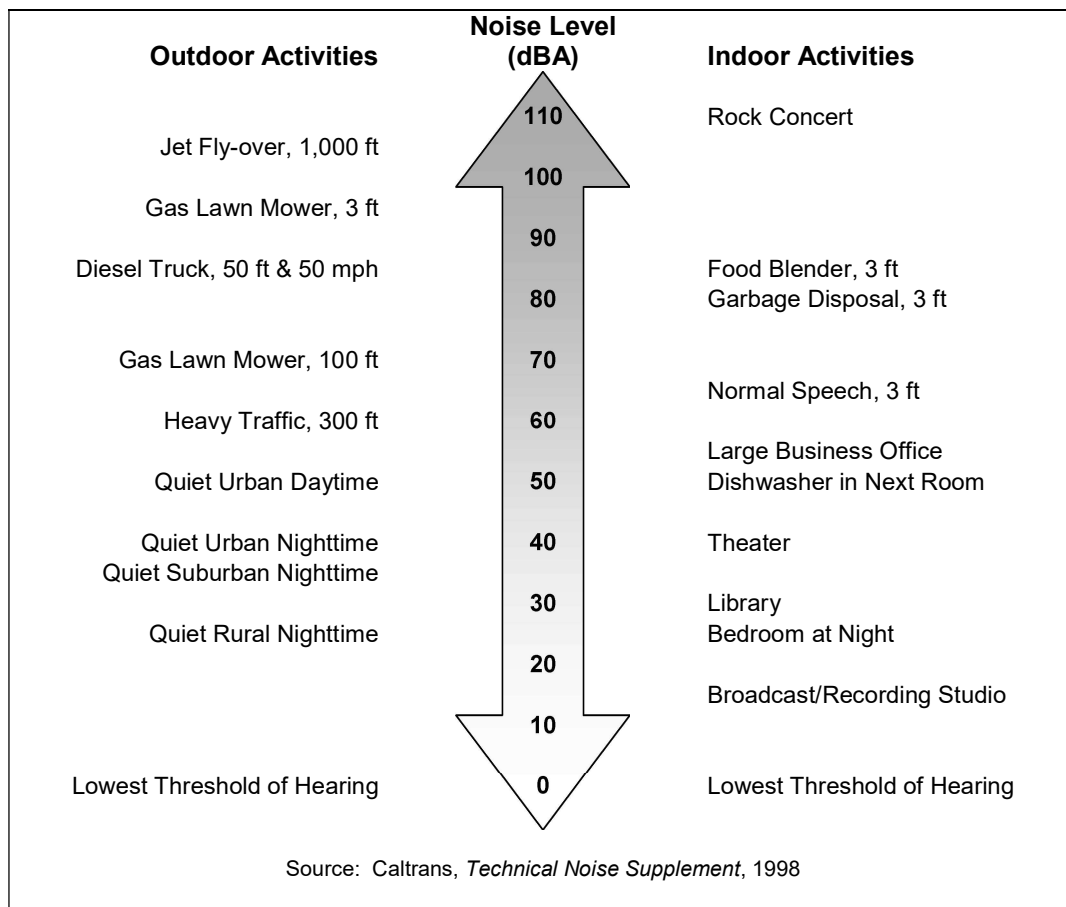 Noise Level
(dBA)
Outdoor Activities
Indoor Activities
110
Rock Concert
Jet Fly-over, 1,000 ft
100
Gas Lawn Mower, 3 ft
90
Diesel Truck, 50 ft & 50 mph
Food Blender, 3 ft
80
Garbage Disposal, 3 ft
Gas Lawn Mower, 100 ft
70
Normal Speech, 3 ft
Heavy Traffic, 300 ft
60
Large Business Office
Quiet Urban Daytime
50
Dishwasher in Next Room
Quiet Urban Nighttime
40
Theater
Quiet Suburban Nighttime
30
Library
Quiet Rural Nighttime
Bedroom at Night
20
Broadcast/Recording Studio
10
Lowest Threshold of Hearing
0
Lowest Threshold of Hearing
Source: Caltrans, Technical Noise Supplement, 1998